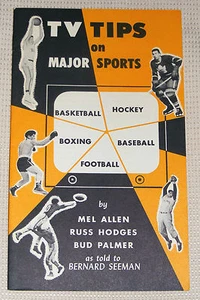 TV TIPS
on
MAJOR SPORTS
BASKETBALL
HOCKEY
BOXING
BASEBALL
FOOTBALL
by
MEL ALLEN
RUSS HODGES
BUD PALMER
as told to
BERNARD SEEMAN